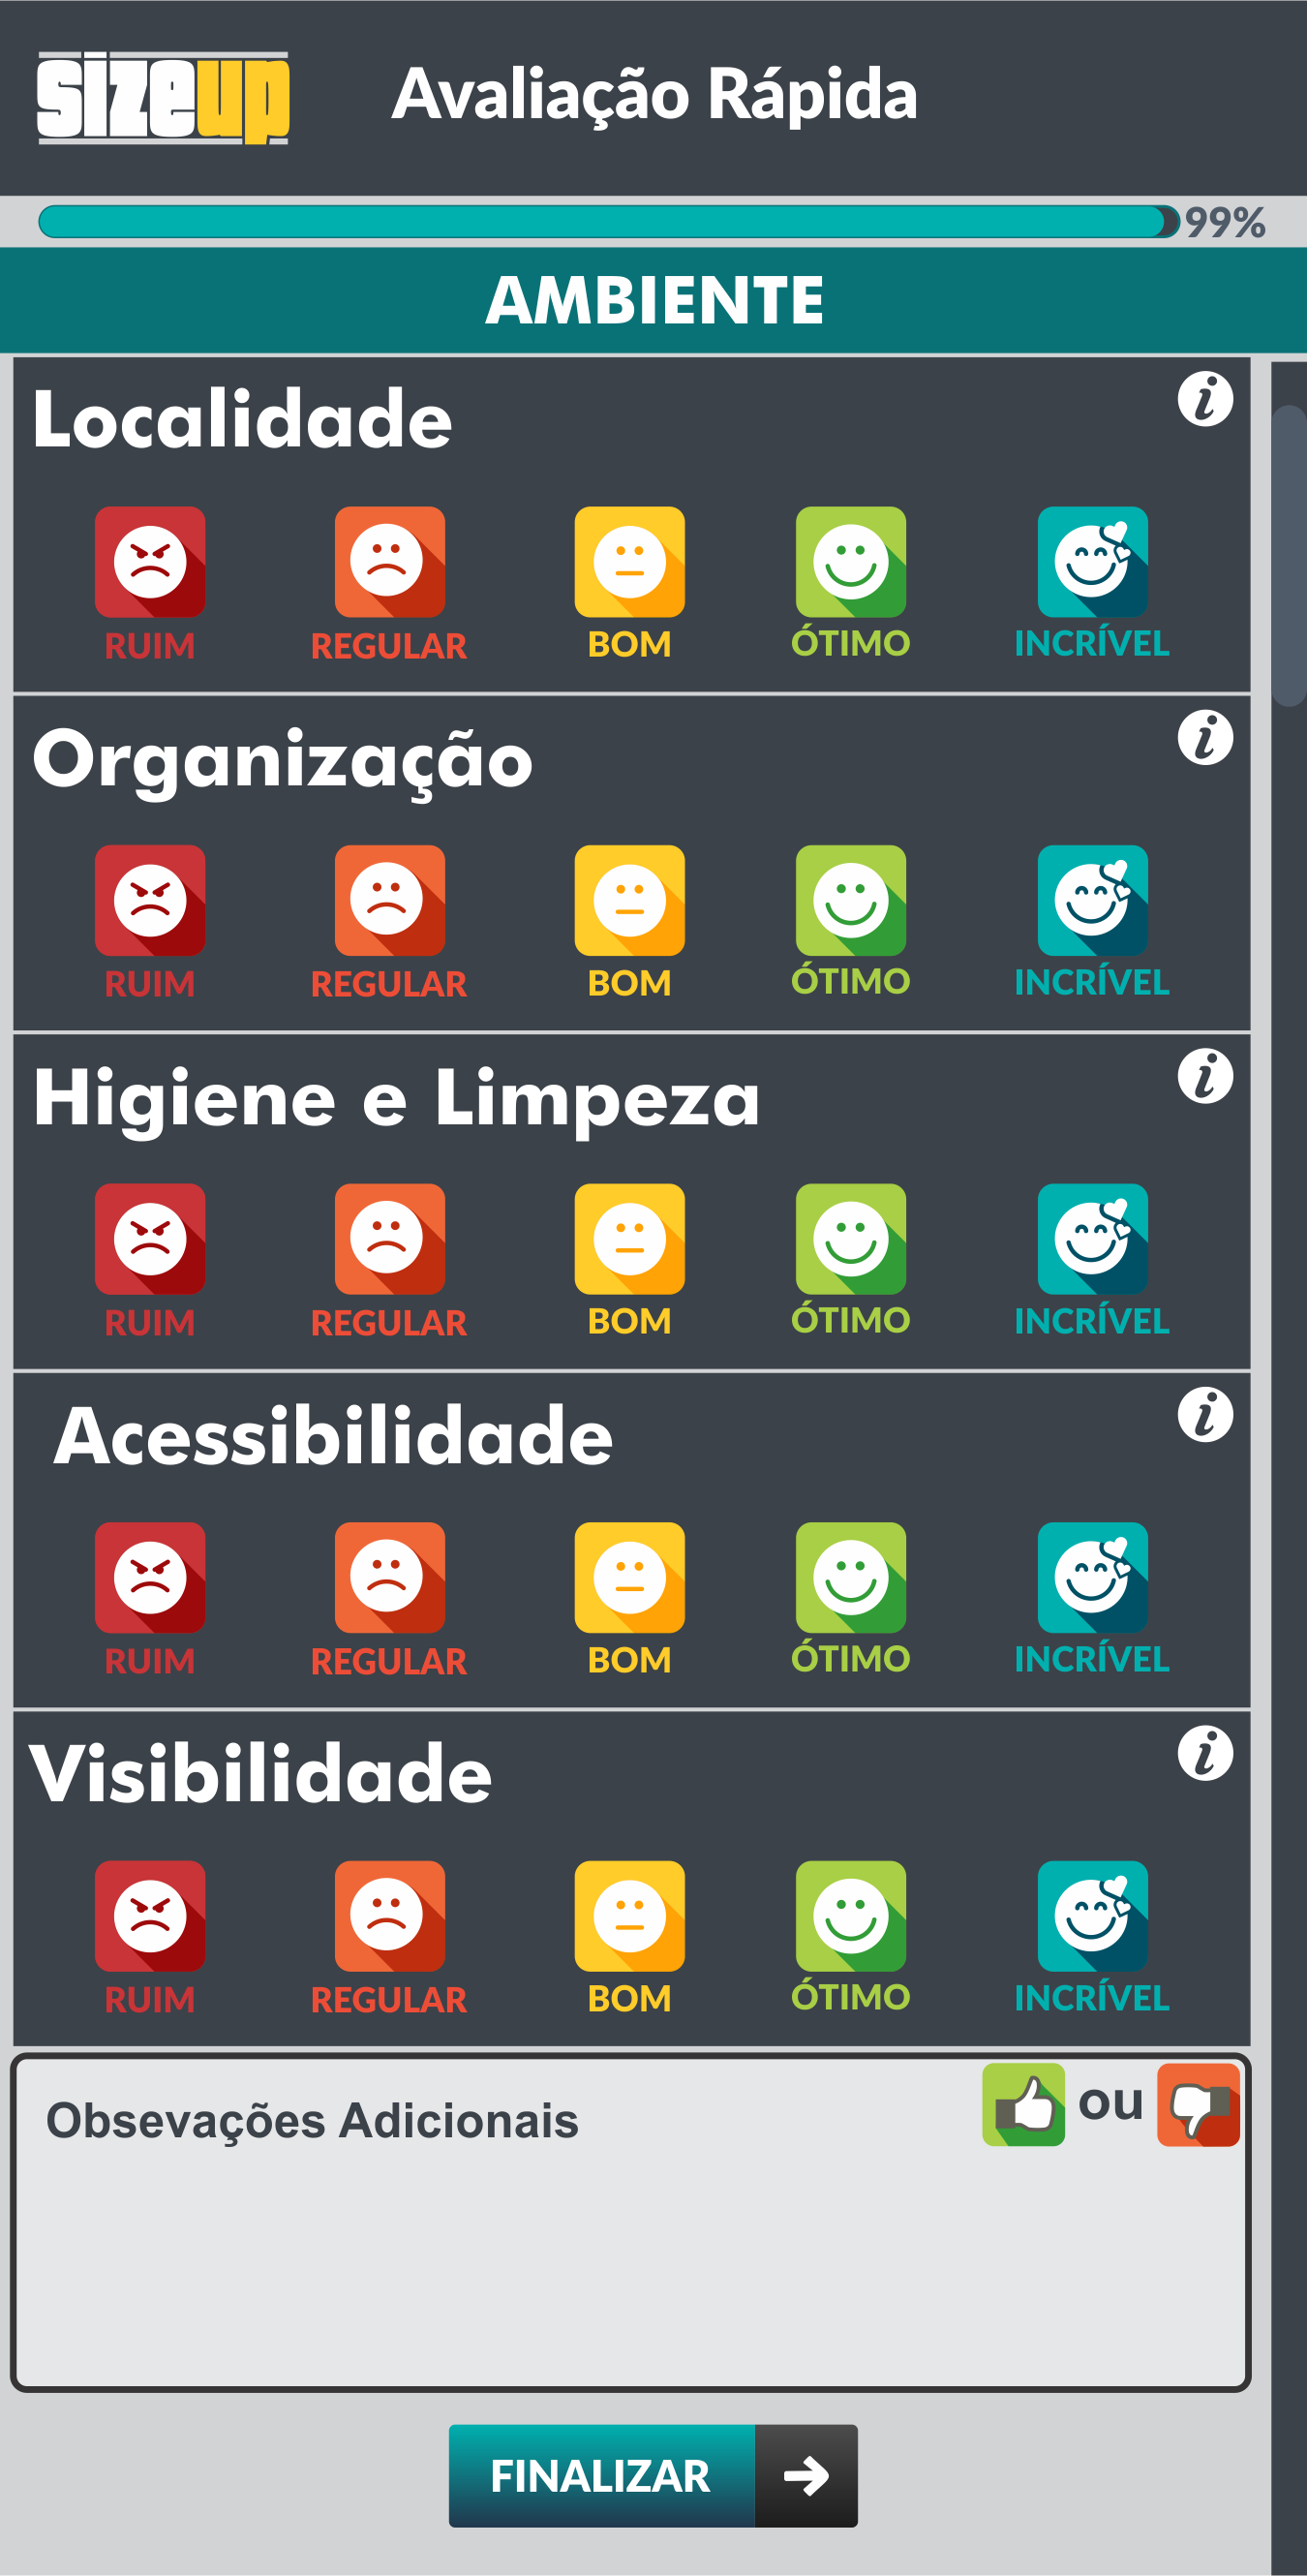 sizeup
Avaliação Rápida
99%
AMBIENTE
Localidade
i
RUIM REGULAR BOM ÓTIMO INCRÍVEL
Organização
i
RUIM REGULAR BOM ÓTIMO INCRÍVEL
Higiene e Limpeza
i
RUIM REGULAR BOM ÓTIMO INCRÍVEL
Acessibilidade
i
RUIM REGULAR BOM ÓTIMO INCRÍVEL
Visibilidade
i
RUIM REGULAR BOM ÓTIMO INCRÍVEL
Obsevações Adicionais
ou
FINALIZAR